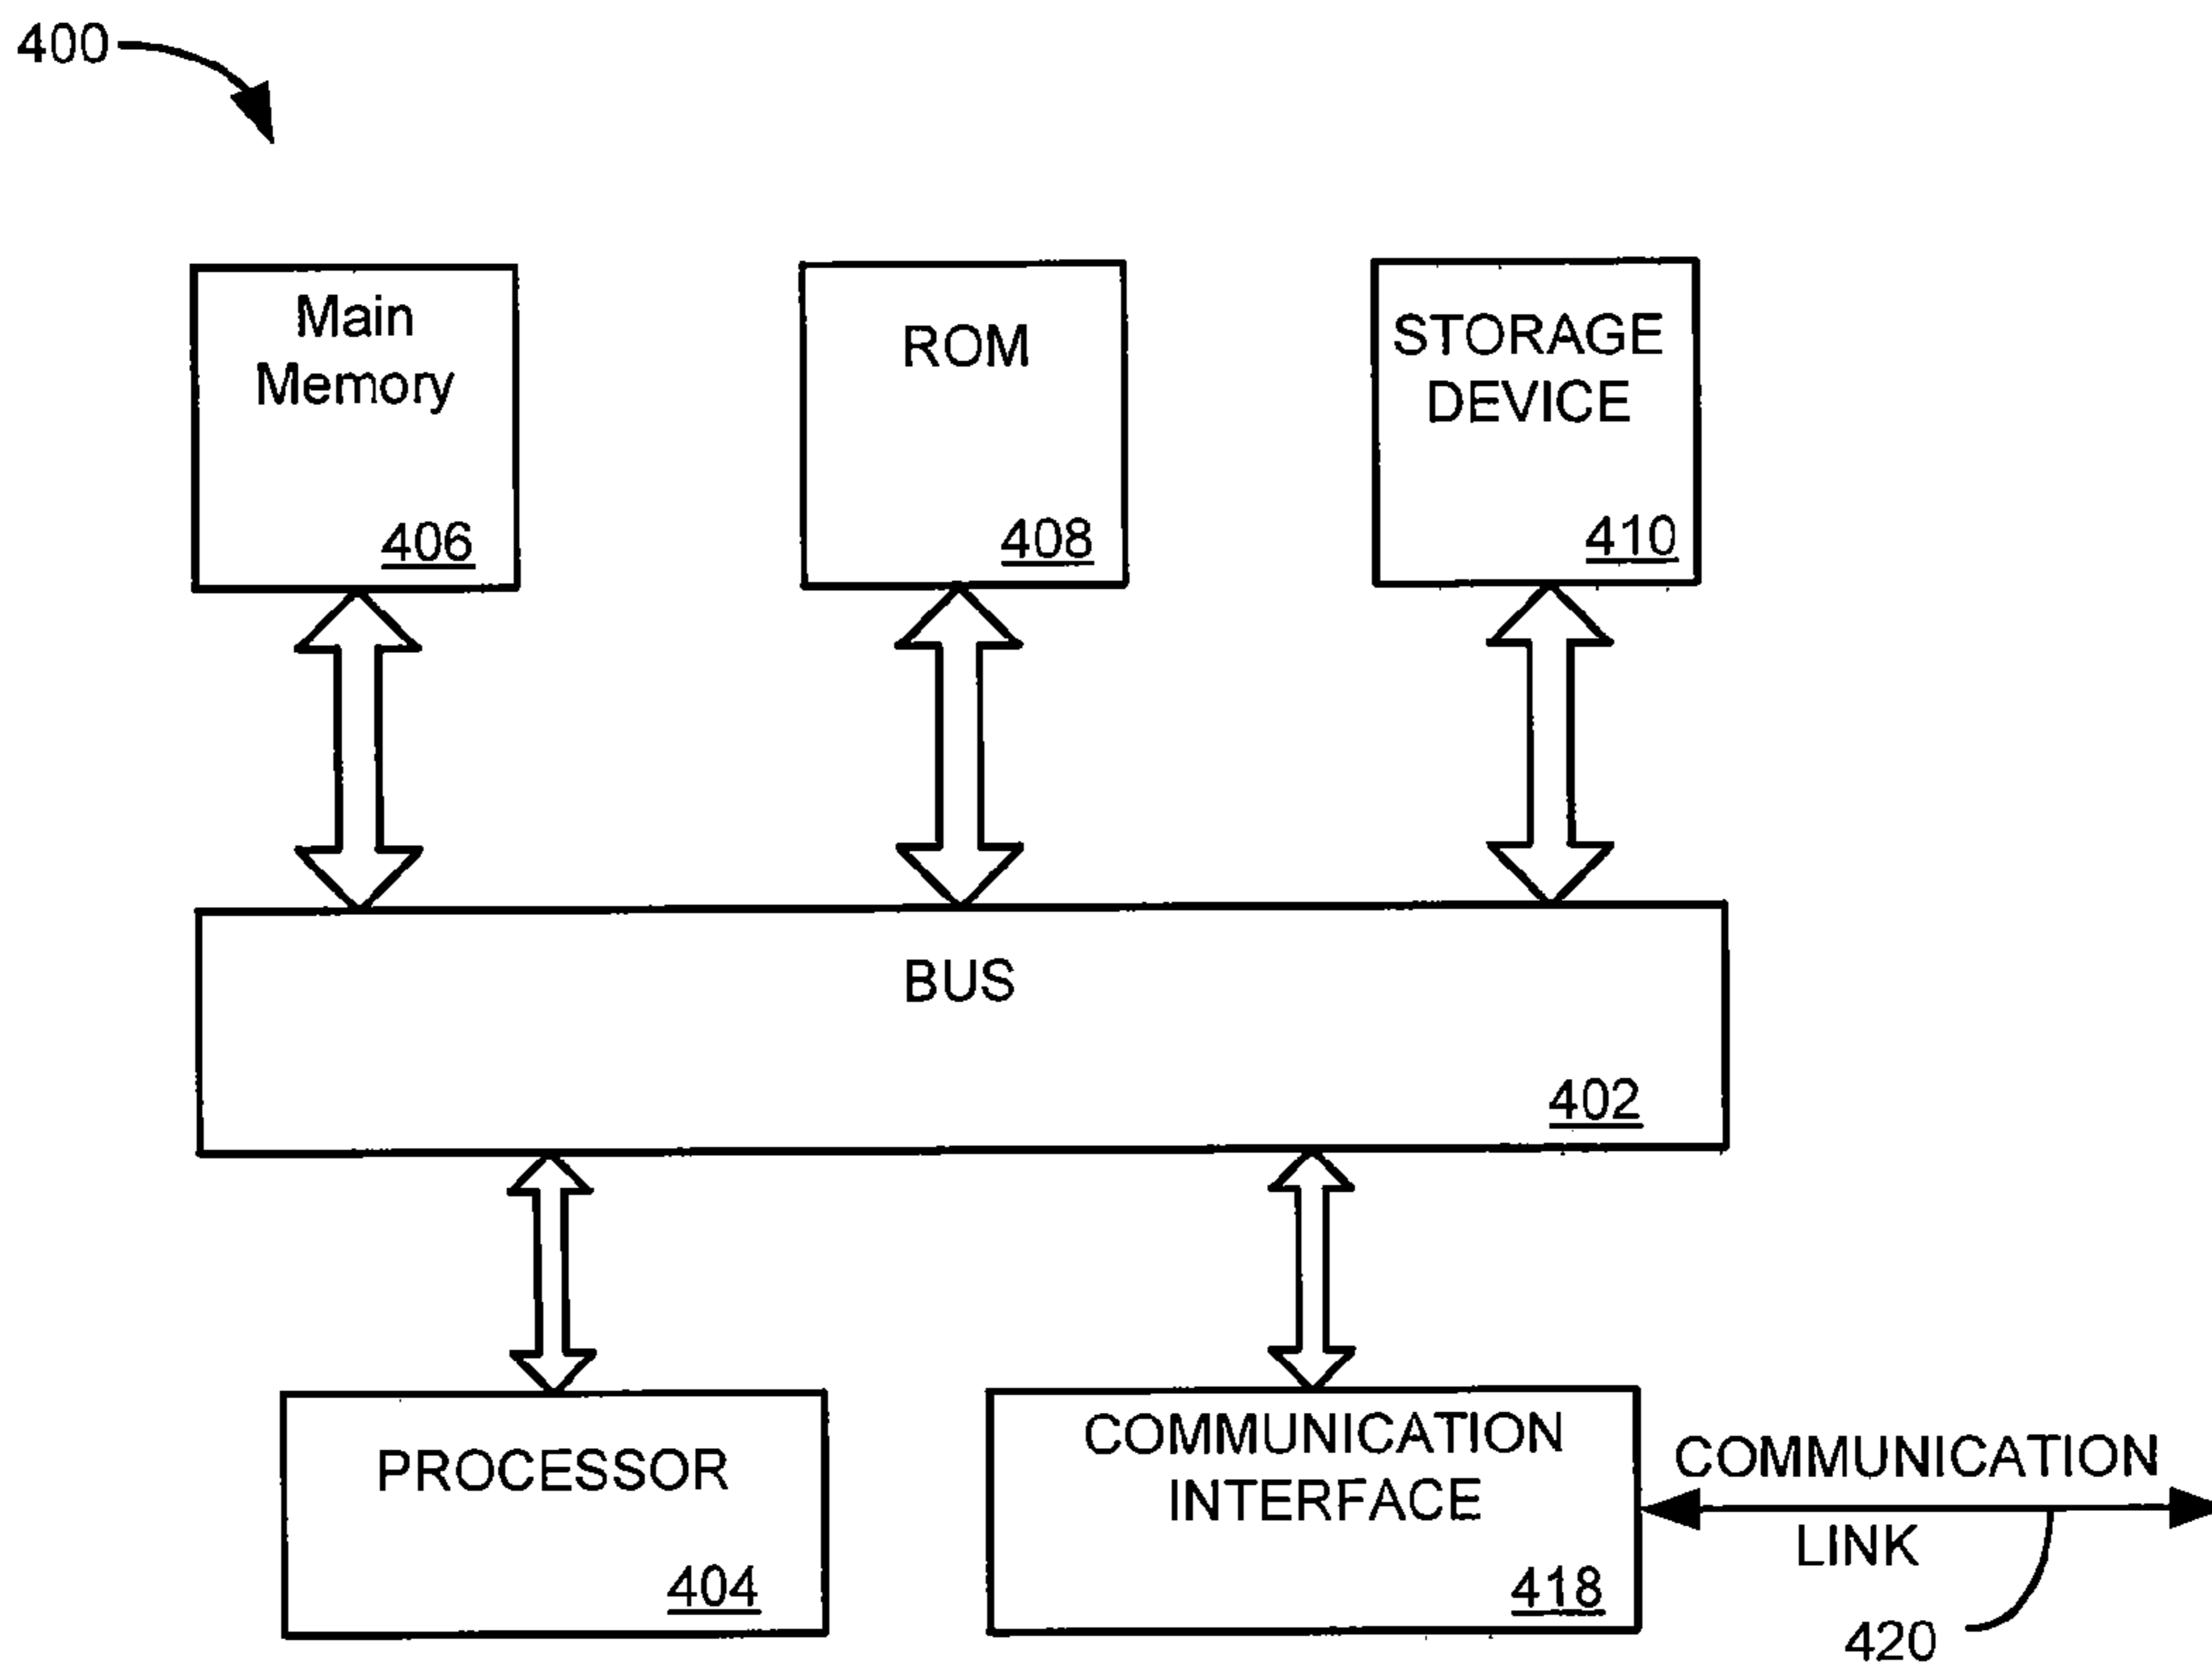 400
Main
Memory
406
ROM
408
STORAGE
DEVICE
410
BUS
402
PROCESSOR
404
COMMUNICATION
INTERFACE
418
COMMUNICATION
LINK
420